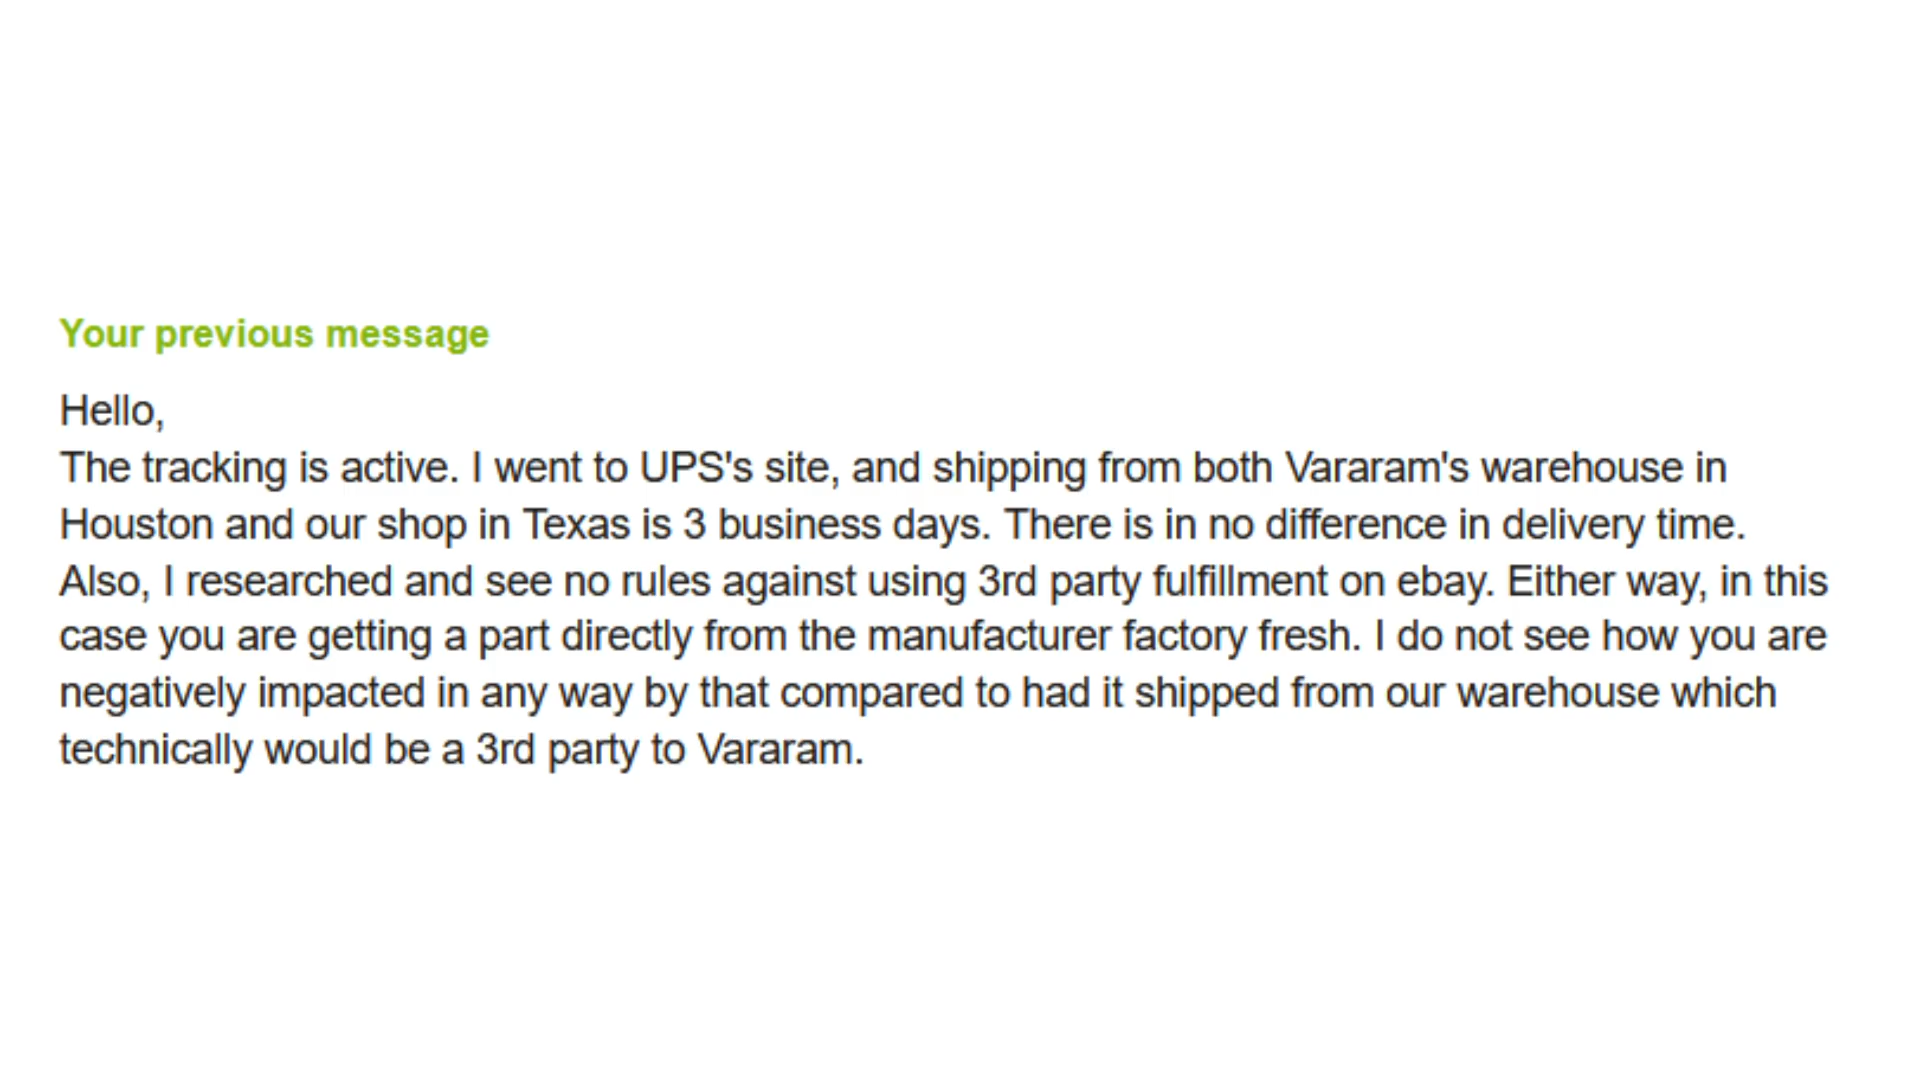 Your previous message
Hello,
The tracking is active. I went to UPS's site, and shipping from both Vararam's warehouse in
Houston and our shop in Texas is 3 business days. There is in no difference in delivery time.
Also, I researched and see no rules against using 3rd party fulfillment on ebay. Either way, in this
case you are getting a part directly from the manufacturer factory fresh. I do not see how you are
negatively impacted in any way by that compared to had it shipped from our warehouse which
technically would be a 3rd party to Vararam.